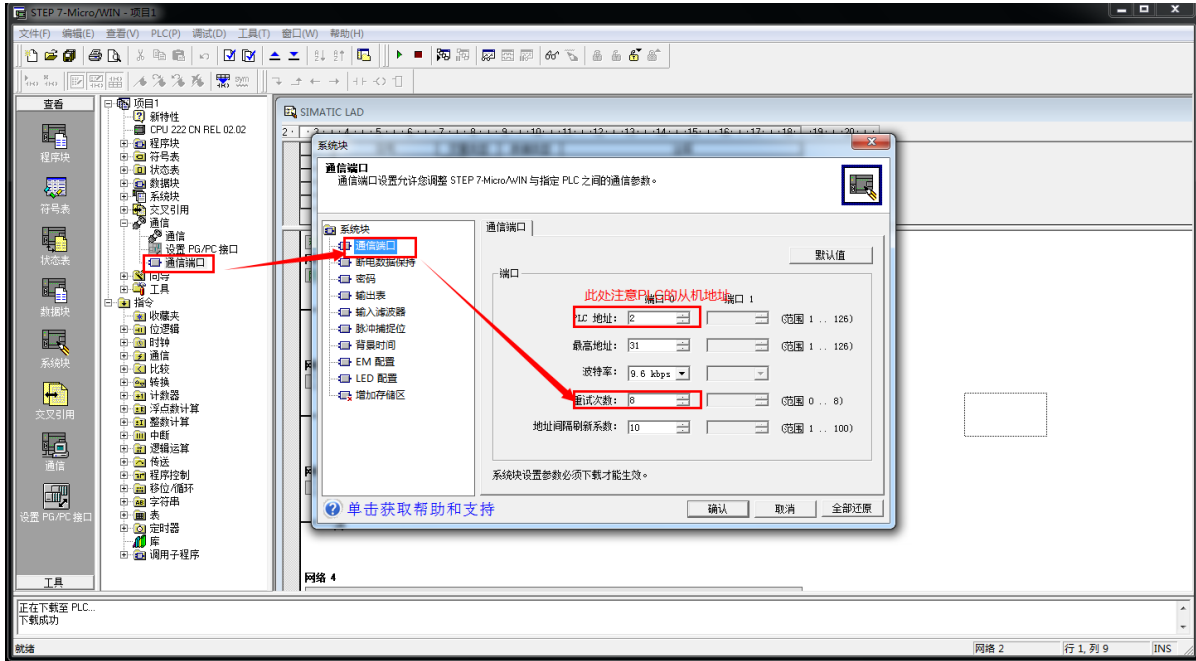 STEP 7-Micro/WIN - 项目1
文件(F) 编辑(E) 查看(V) PLC(P) 调试(D) 工具(T) 窗口(W) 帮助(H)
查看
程序块
符号表
状态表
数据块
系统块
交叉引用
通信
设置 PG/PC 接口
工具
项目1
新特性
CPU 222 CN REL 02.02
程序块
符号表
状态表
数据块
系统块
交叉引用
通信
通信
设置 PG/PC 接口
通信端口
向导
工具
指令
收藏夹
位逻辑
时钟
通信
比较
转换
计数器
浮点数计算
整数计算
中断
逻辑运算
传送
程序控制
移位/循环
字符串
表
定时器
库
调用子程序
SIMATIC LAD
系统块
通信端口
通信端口设置允许您调整 STEP 7-Micro/WIN 与指定 PLC 之间的通信参数。
系统块
通信端口
断电数据保持
密码
输出表
输入滤波器
脉冲捕捉位
背景时间
EM 配置
LED 配置
增加存储区
通信端口
默认值
端口
此处注意PLC的从机地址
端口 0 端口 1
PLC 地址: 2 (范围 1 .. 126)
最高地址: 31 (范围 1 .. 126)
波特率: 9.6 kbps
重试次数: 8 (范围 0 .. 8)
地址间隔刷新系数: 10 (范围 1 .. 100)
系统块设置参数必须下载才能生效。
单击获取帮助和支持
确认 取消 全部还原
网络 4
正在下载至 PLC...
下载成功
就绪 网络 2 行 1, 列 9 INS